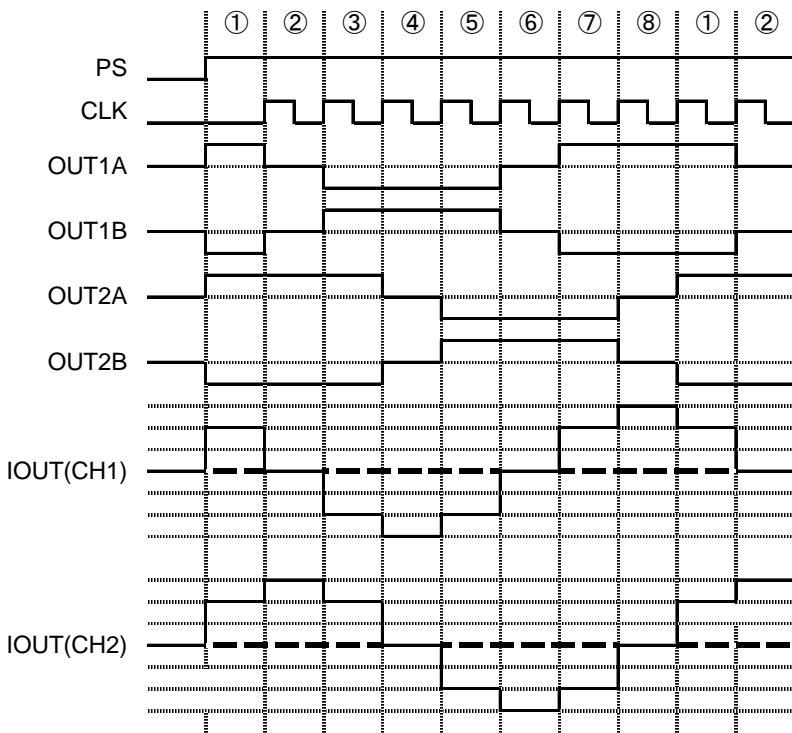 ① ② ③ ④ ⑤ ⑥ ⑦ ⑧ ① ②
PS
CLK
OUT1A
OUT1B
OUT2A
OUT2B
IOUT(CH1)
IOUT(CH2)